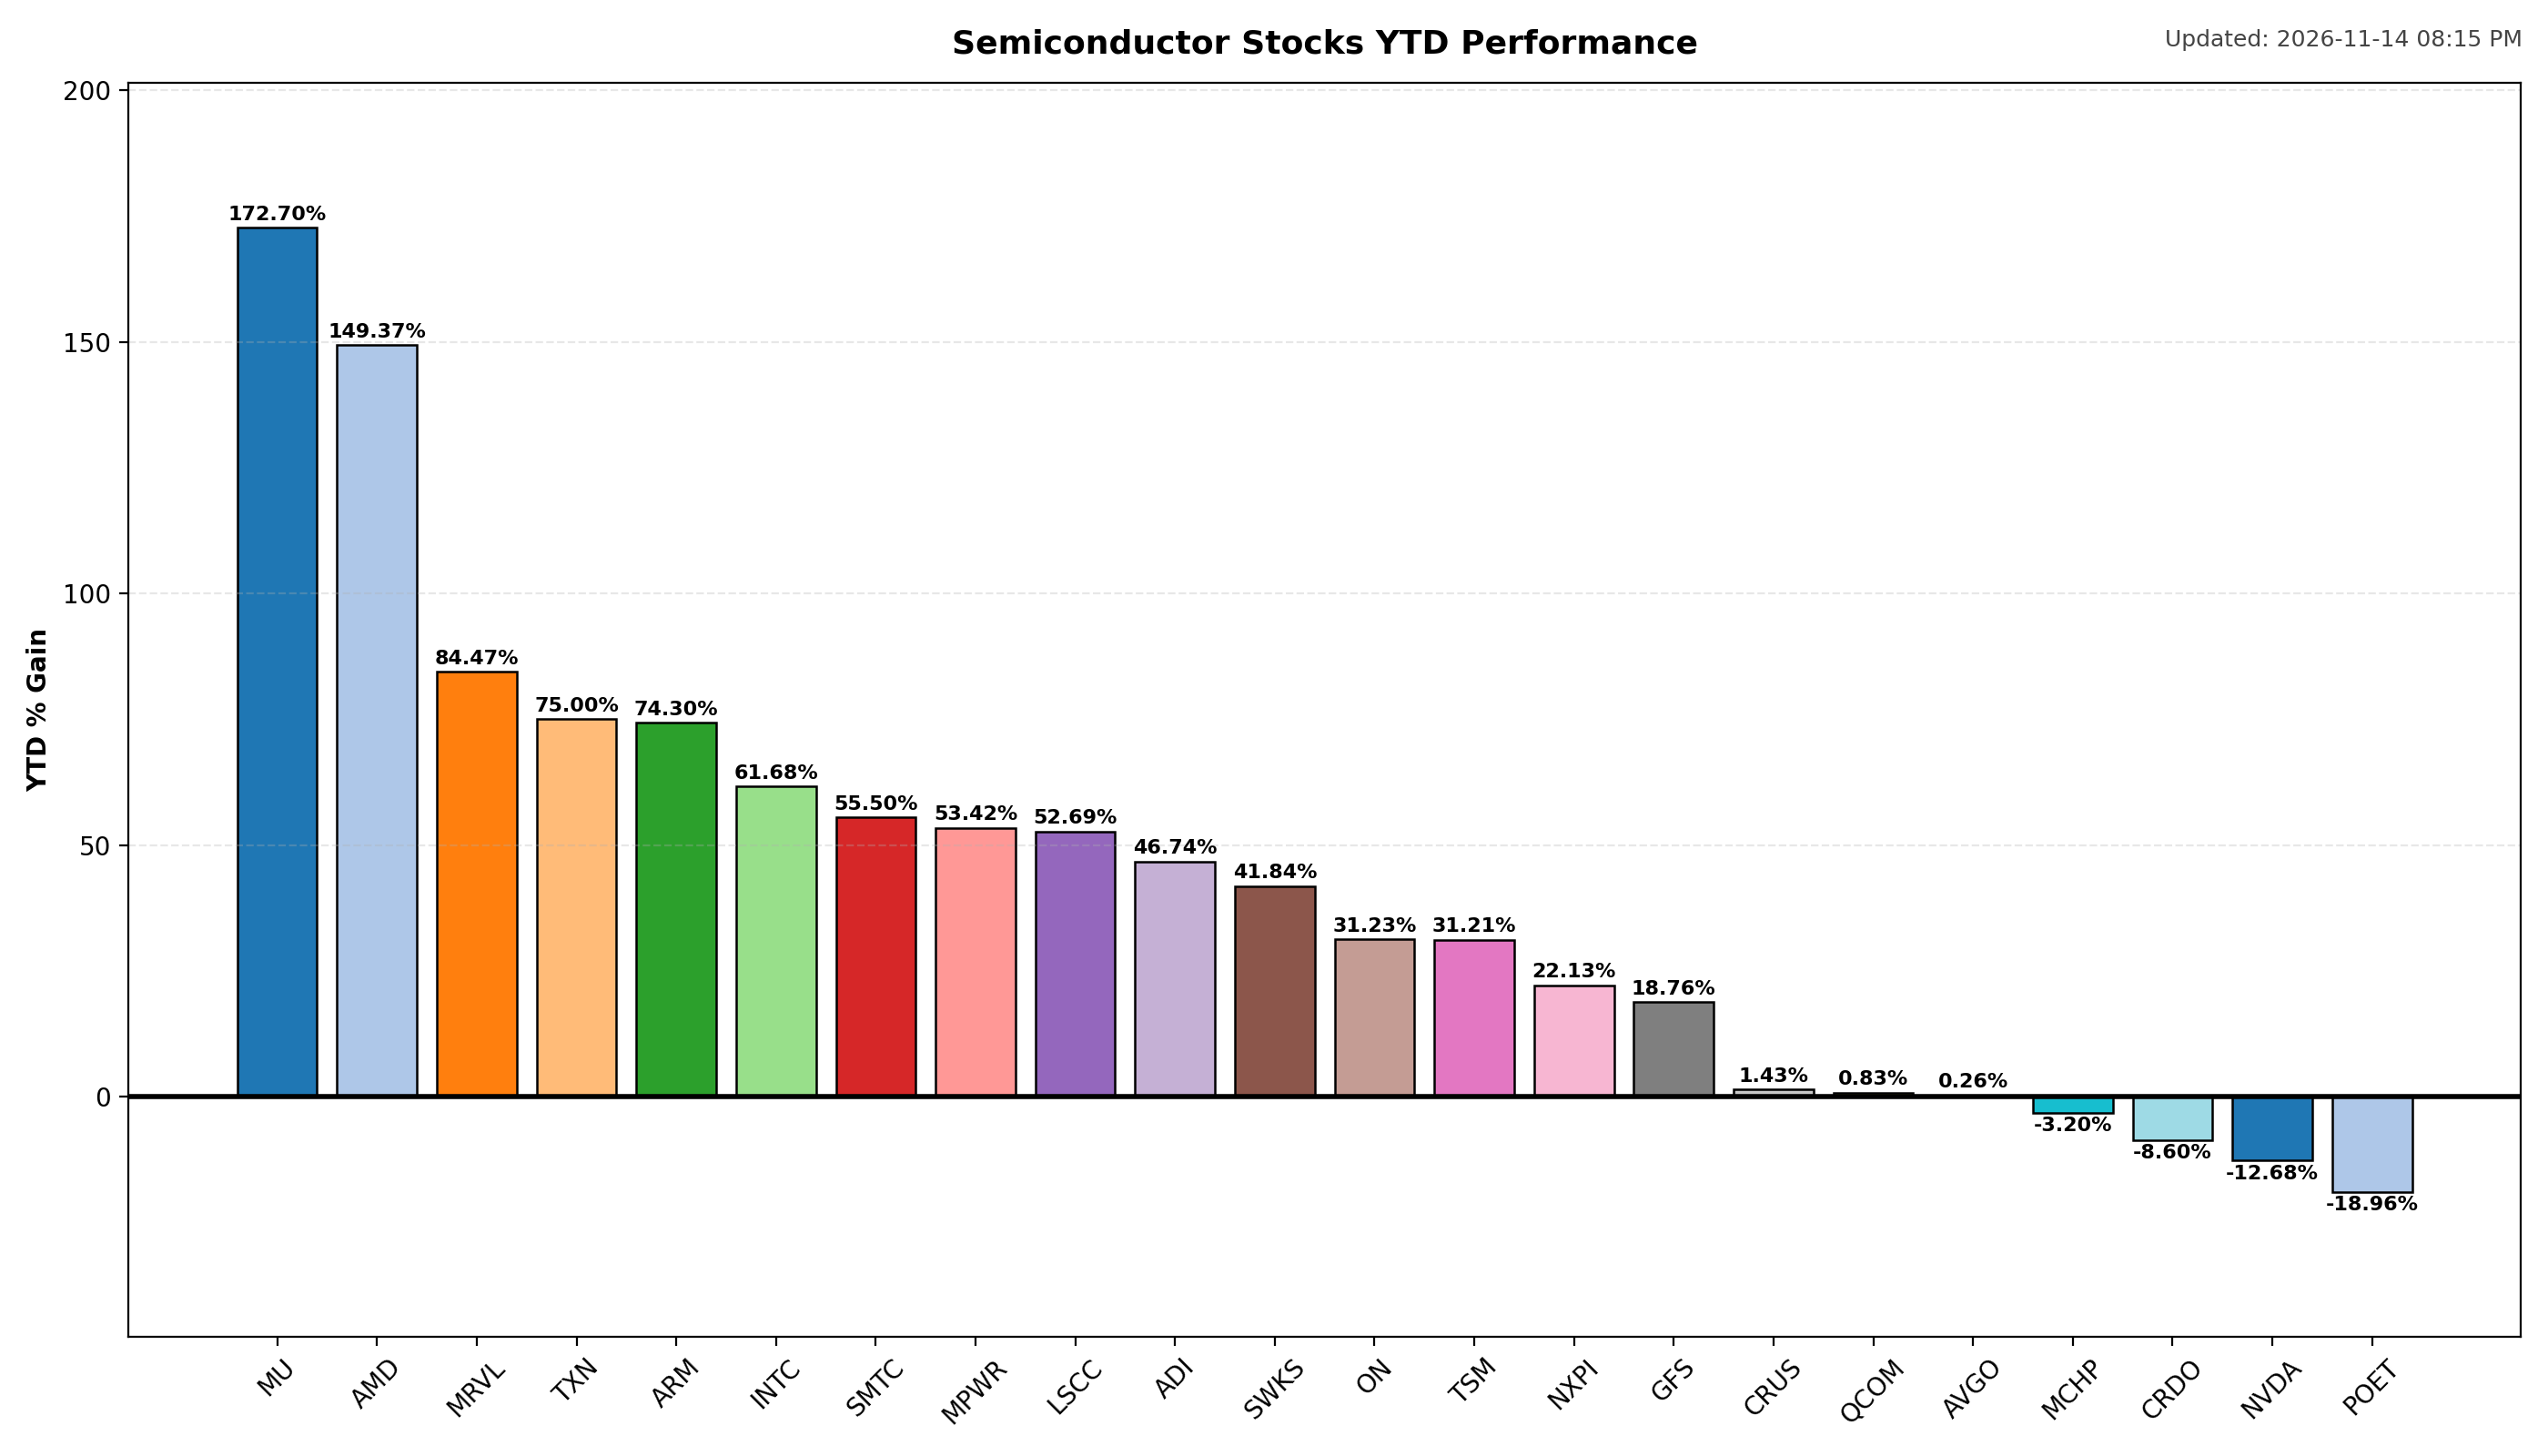 Semiconductor Stocks YTD Performance
Updated: 2026-11-14 08:15 PM
YTD % Gain
200
150
100
50
0
172.70%
149.37%
84.47%
75.00%
74.30%
61.68%
55.50%
53.42%
52.69%
46.74%
41.84%
31.23%
31.21%
22.13%
18.76%
1.43%
0.83%
0.26%
-3.20%
-8.60%
-12.68%
-18.96%
MU
AMD
MRVL
TXN
ARM
INTC
SMTC
MPWR
LSCC
ADI
SWKS
ON
TSM
NXPI
GFS
CRUS
QCOM
AVGO
MCHP
CRDO
NVDA
POET